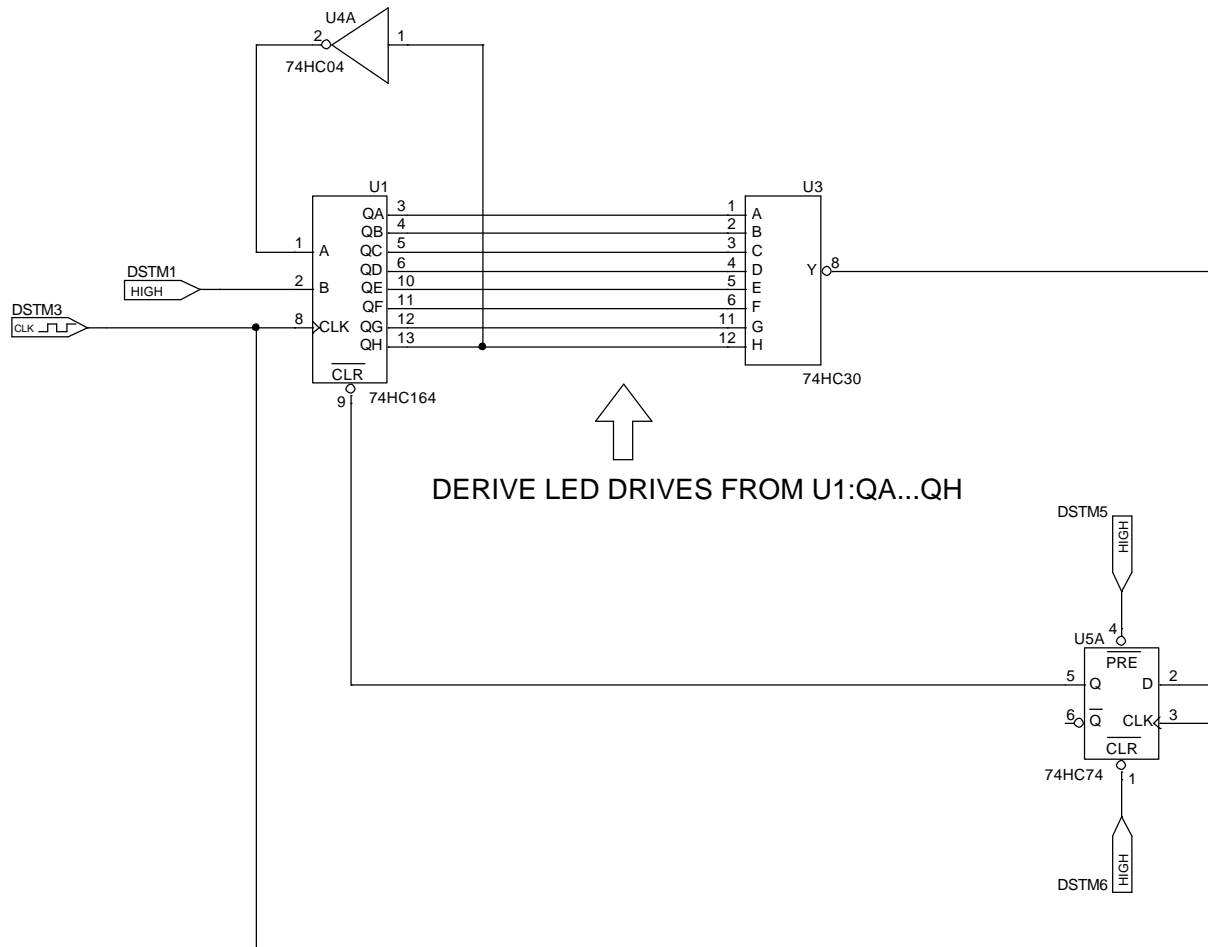 U4A
2
1
74HC04
U1
U3
QA
3
1
A
QB
4
2
B
1
A
QC
5
3
C
QD
6
4
D
Y
8
DSTM1
HIGH
2
B
QE
10
5
E
QF
11
6
F
DSTM3
CLK
8
CLK
QG
12
11
G
QH
13
12
H
CLR
9
74HC164
74HC30
DERIVE LED DRIVES FROM U1:QA...QH
DSTM5
HIGH
4
U5A
PRE
5
Q
D
2
6
Q
CLK
3
CLR
74HC74
1
HIGH
DSTM6